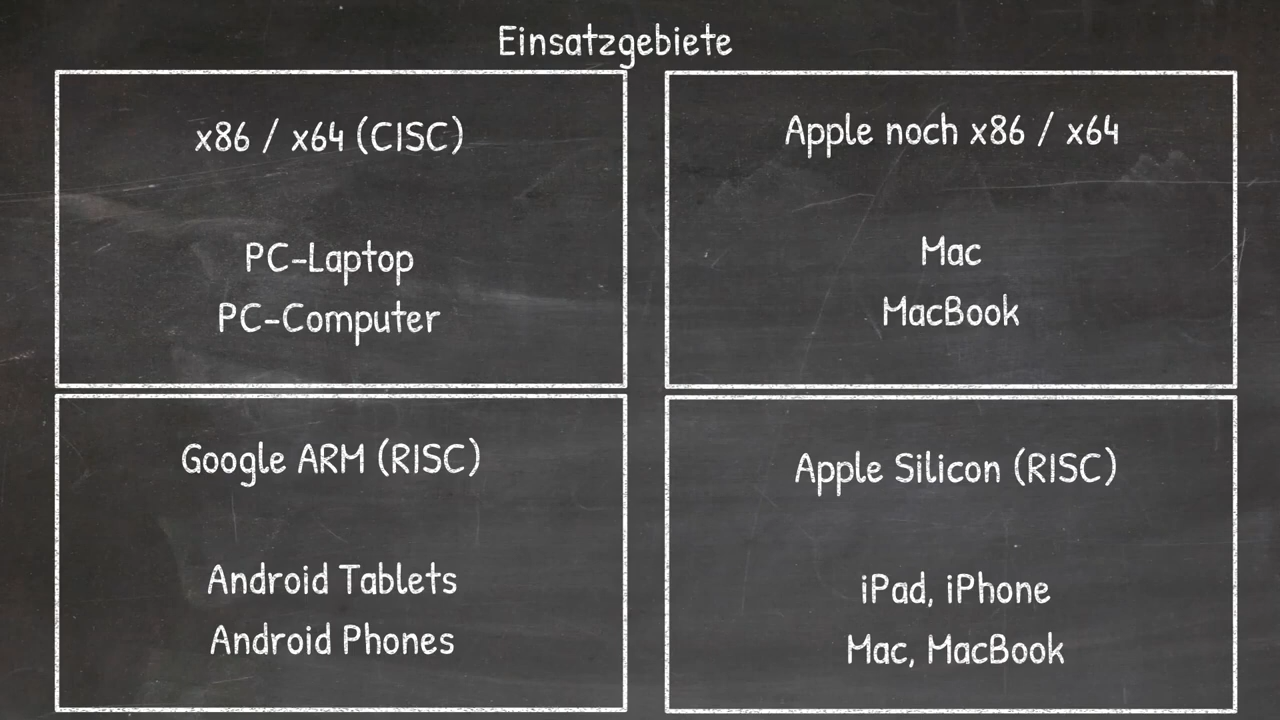 Einsatzgebiete
x86 / x64 (CISC)
PC-Laptop
PC-Computer
Apple noch x86 / x64
Mac
MacBook
Google ARM (RISC)
Android Tablets
Android Phones
Apple Silicon (RISC)
iPad, iPhone
Mac, MacBook